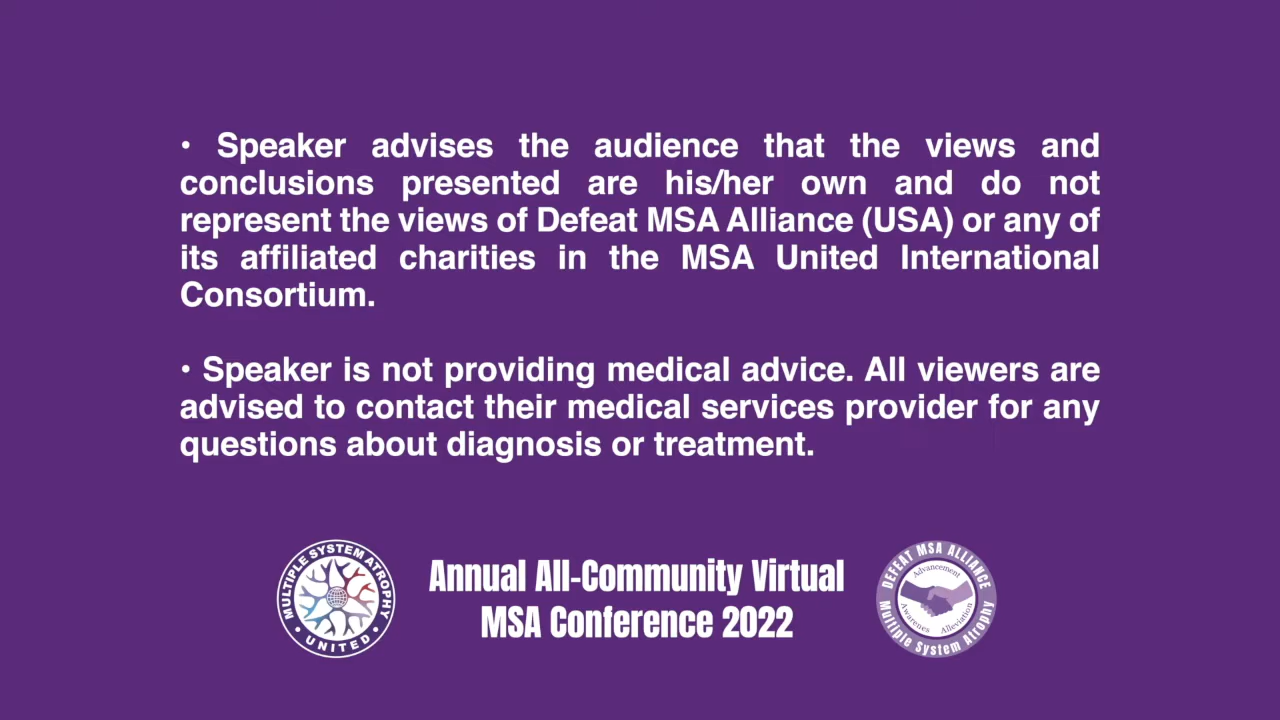 • Speaker advises the audience that the views and
conclusions presented are his/her own and do not
represent the views of Defeat MSA Alliance (USA) or any of
its affiliated charities in the MSA United International
Consortium.
• Speaker is not providing medical advice. All viewers are
advised to contact their medical services provider for any
questions about diagnosis or treatment.
MULTIPLE SYSTEM ATROPHY
• UNITED •
Annual All-Community Virtual
MSA Conference 2022
DEFEAT MSA ALLIANCE
Advancement
Awarenes
Alleviation
Multiple System Atrophy